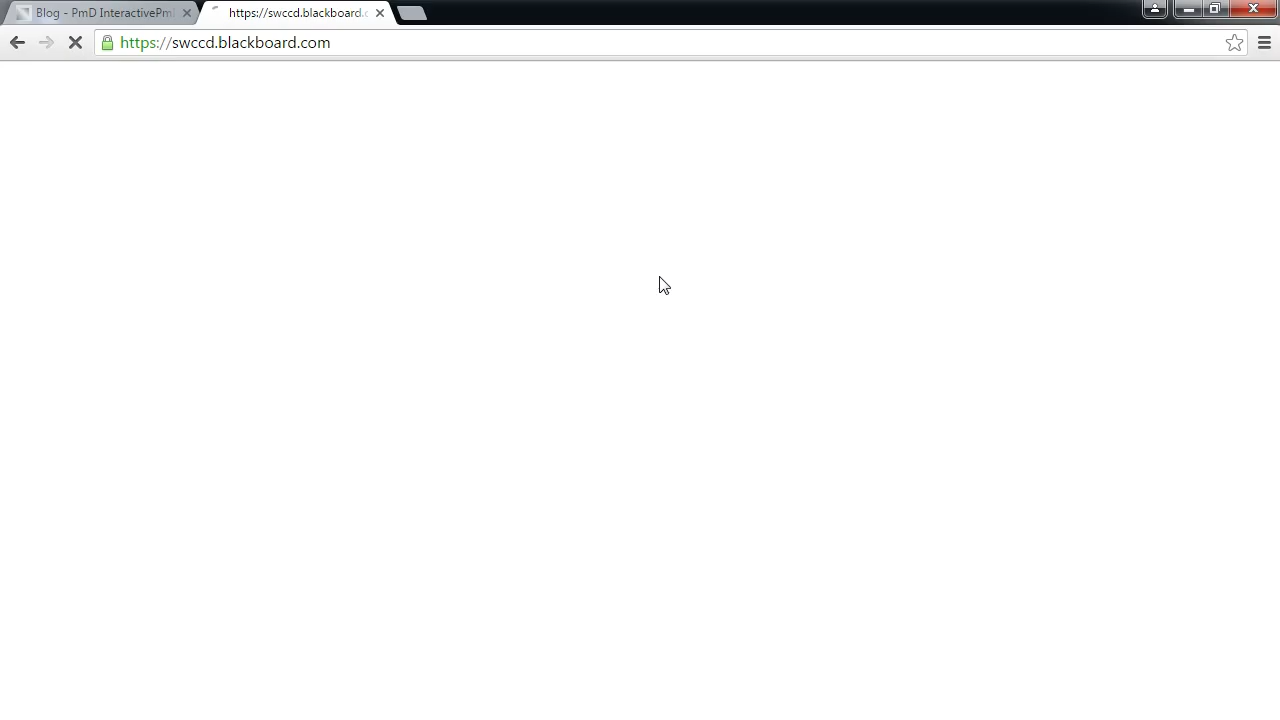 Blog - PmD InteractivePm
https://swccd.blackboard.c
https://swccd.blackboard.com